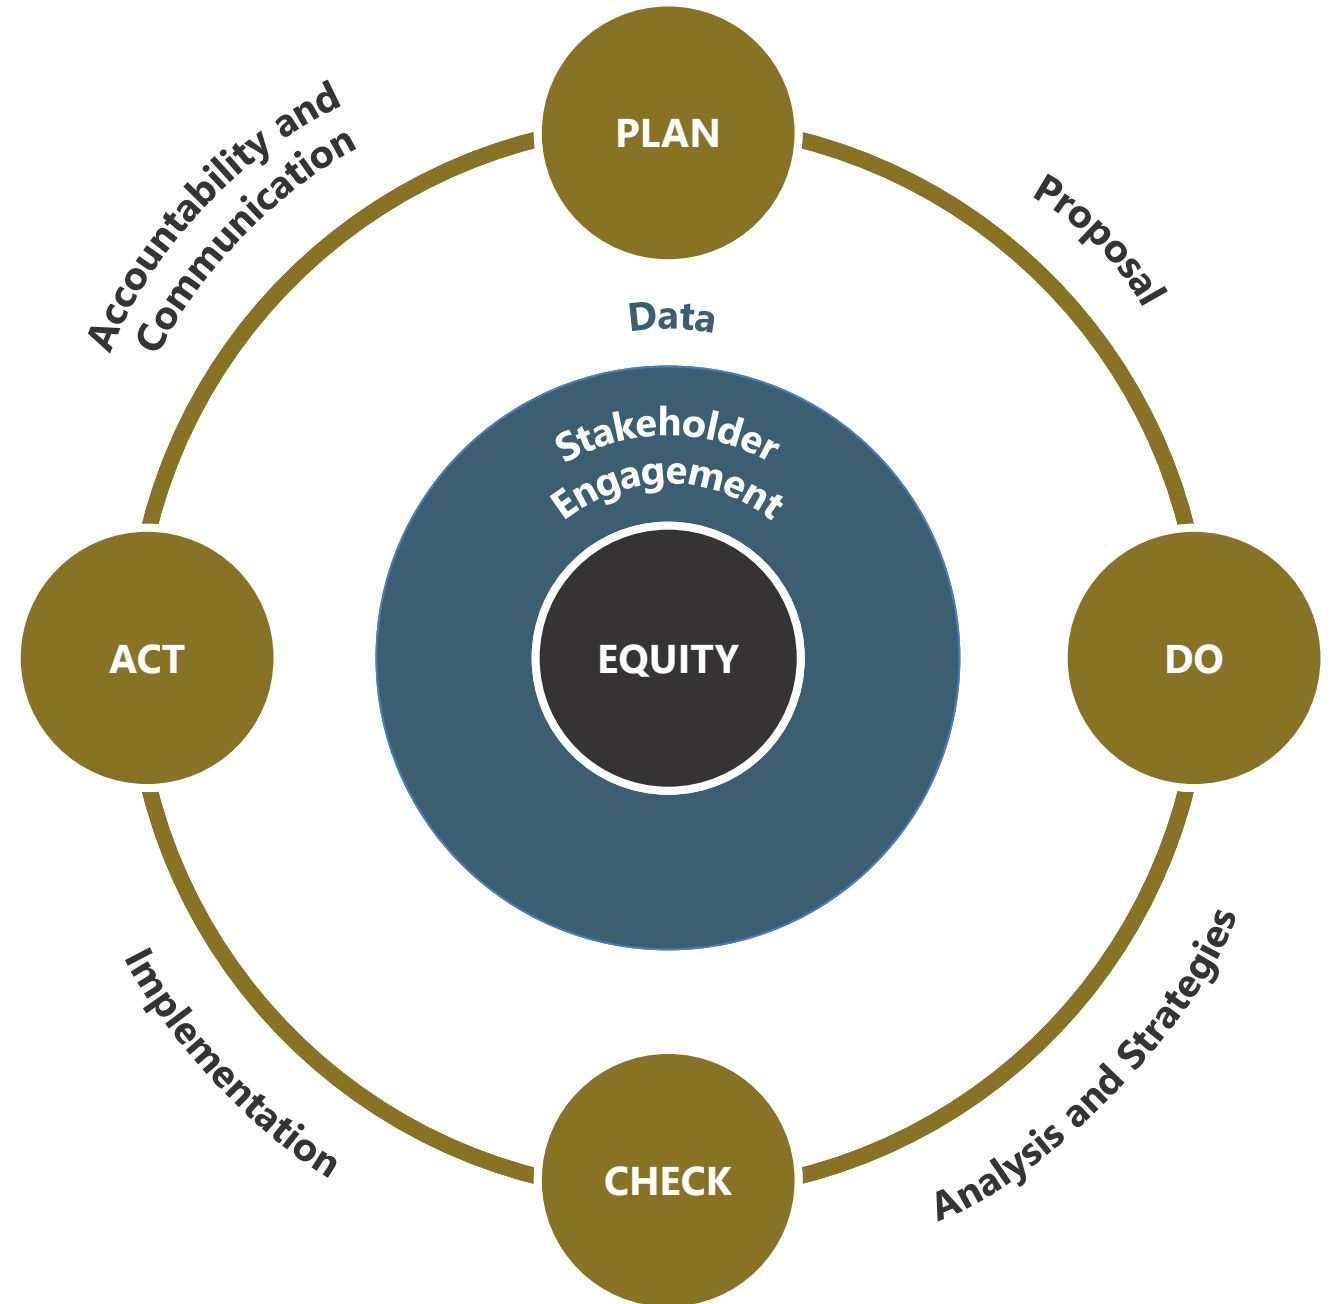 PLAN
Accountability and
Communication
Proposal
Data
Stakeholder
Engagement
ACT
EQUITY
DO
Implementation
Analysis and Strategies
CHECK